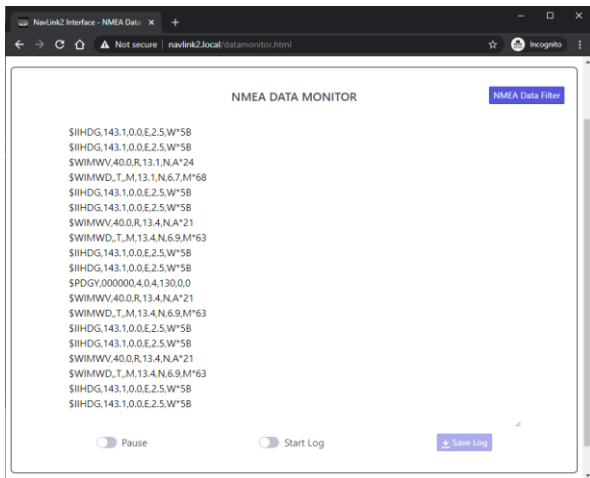 NavLink2 Interface - NMEA Data
Not secure | navlink2.local/datamonitor.html
Incognito
NMEA DATA MONITOR
NMEA Data Filter
$IIHDG,143.1,0.0,E,2.5,W*5B
$IIHDG,143.1,0.0,E,2.5,W*5B
$WIMWV,40.0,R,13.1,N,A*24
$WIMWD,,T,,M,13.1,N,6.7,M*68
$IIHDG,143.1,0.0,E,2.5,W*5B
$IIHDG,143.1,0.0,E,2.5,W*5B
$WIMWV,40.0,R,13.4,N,A*21
$WIMWD,,T,,M,13.4,N,6.9,M*63
$IIHDG,143.1,0.0,E,2.5,W*5B
$IIHDG,143.1,0.0,E,2.5,W*5B
$PDGY,000000,4,0,4,130,0,0
$WIMWV,40.0,R,13.4,N,A*21
$WIMWD,,T,,M,13.4,N,6.9,M*63
$IIHDG,143.1,0.0,E,2.5,W*5B
$IIHDG,143.1,0.0,E,2.5,W*5B
$WIMWV,40.0,R,13.4,N,A*21
$WIMWD,,T,,M,13.4,N,6.9,M*63
$IIHDG,143.1,0.0,E,2.5,W*5B
$IIHDG,143.1,0.0,E,2.5,W*5B
Pause
Start Log
Save Log